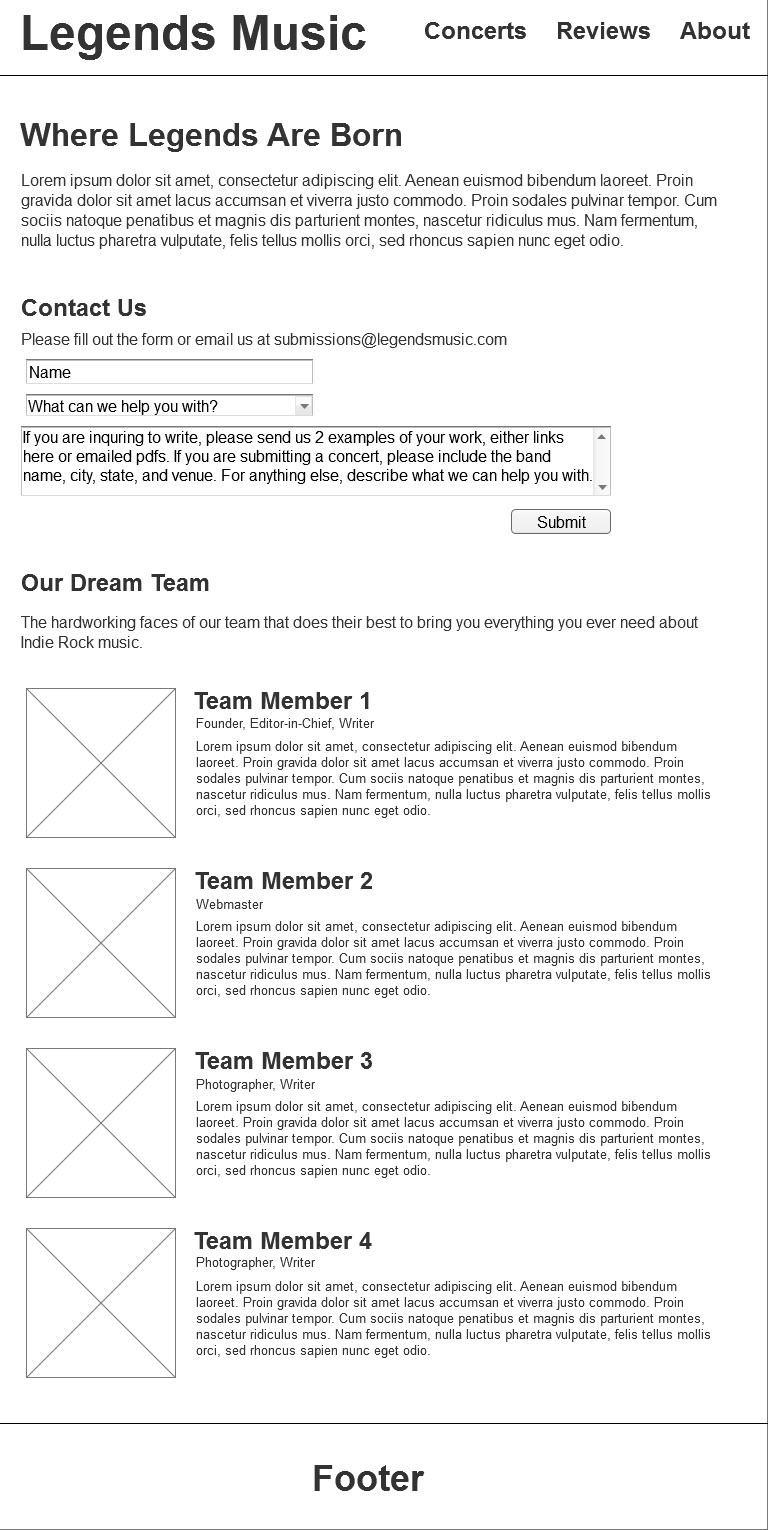 Legends Music
Concerts Reviews About
Where Legends Are Born
Lorem ipsum dolor sit amet, consectetur adipiscing elit. Aenean euismod bibendum laoreet. Proin
gravida dolor sit amet lacus accumsan et viverra justo commodo. Proin sodales pulvinar tempor. Cum
sociis natoque penatibus et magnis dis parturient montes, nascetur ridiculus mus. Nam fermentum,
nulla luctus pharetra vulputate, felis tellus mollis orci, sed rhoncus sapien nunc eget odio.
Contact Us
Please fill out the form or email us at submissions@legendsmusic.com
Name
What can we help you with?
If you are inquring to write, please send us 2 examples of your work, either links
here or emailed pdfs. If you are submitting a concert, please include the band
name, city, state, and venue. For anything else, describe what we can help you with.
Submit
Our Dream Team
The hardworking faces of our team that does their best to bring you everything you ever need about
Indie Rock music.
Team Member 1
Founder, Editor-in-Chief, Writer
Lorem ipsum dolor sit amet, consectetur adipiscing elit. Aenean euismod bibendum
laoreet. Proin gravida dolor sit amet lacus accumsan et viverra justo commodo. Proin
sodales pulvinar tempor. Cum sociis natoque penatibus et magnis dis parturient montes,
nascetur ridiculus mus. Nam fermentum, nulla luctus pharetra vulputate, felis tellus mollis
orci, sed rhoncus sapien nunc eget odio.
Team Member 2
Webmaster
Lorem ipsum dolor sit amet, consectetur adipiscing elit. Aenean euismod bibendum
laoreet. Proin gravida dolor sit amet lacus accumsan et viverra justo commodo. Proin
sodales pulvinar tempor. Cum sociis natoque penatibus et magnis dis parturient montes,
nascetur ridiculus mus. Nam fermentum, nulla luctus pharetra vulputate, felis tellus mollis
orci, sed rhoncus sapien nunc eget odio.
Team Member 3
Photographer, Writer
Lorem ipsum dolor sit amet, consectetur adipiscing elit. Aenean euismod bibendum
laoreet. Proin gravida dolor sit amet lacus accumsan et viverra justo commodo. Proin
sodales pulvinar tempor. Cum sociis natoque penatibus et magnis dis parturient montes,
nascetur ridiculus mus. Nam fermentum, nulla luctus pharetra vulputate, felis tellus mollis
orci, sed rhoncus sapien nunc eget odio.
Team Member 4
Photographer, Writer
Lorem ipsum dolor sit amet, consectetur adipiscing elit. Aenean euismod bibendum
laoreet. Proin gravida dolor sit amet lacus accumsan et viverra justo commodo. Proin
sodales pulvinar tempor. Cum sociis natoque penatibus et magnis dis parturient montes,
nascetur ridiculus mus. Nam fermentum, nulla luctus pharetra vulputate, felis tellus mollis
orci, sed rhoncus sapien nunc eget odio.
Footer